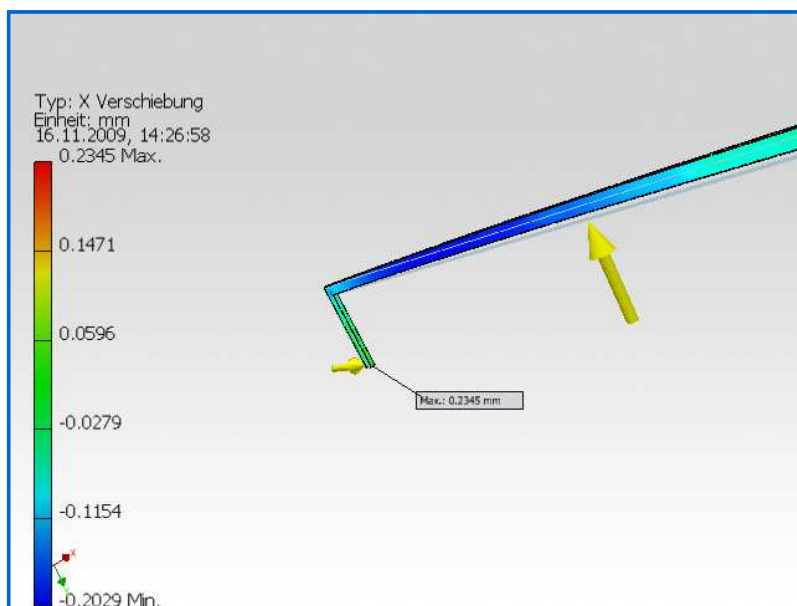 Typ: X Verschiebung
Einheit: mm
16.11.2009, 14:26:58
0.2345 Max.
0.1471
0.0596
-0.0279
Max.: 0.2345 mm
-0.1154
X
-0.2029 Min.